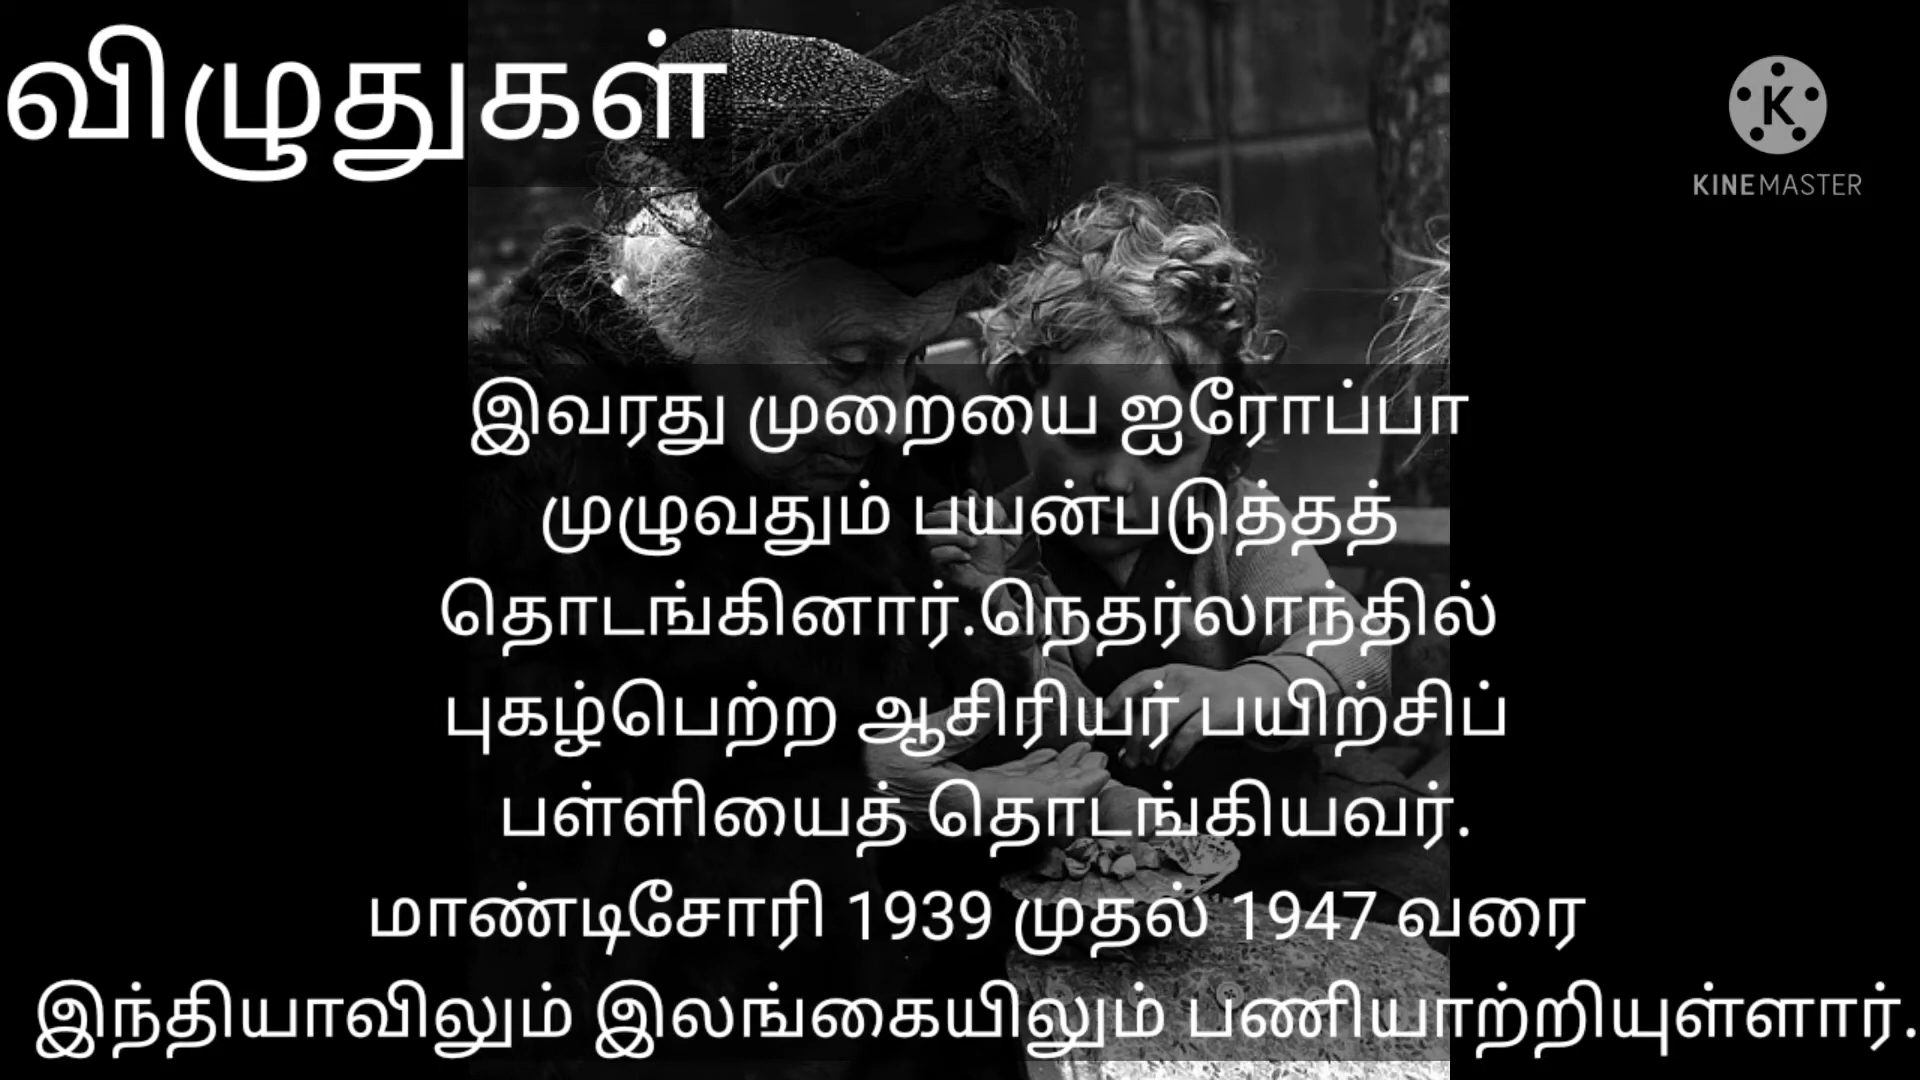 விழுதுகள்
K
KINEMASTER
இவரது முறையை ஐரோப்பா
முழுவதும் பயன்படுத்தத்
தொடங்கினார்.நெதர்லாந்தில்
புகழ்பெற்ற ஆசிரியர் பயிற்சிப்
பள்ளியைத் தொடங்கியவர்.
மாண்டிசோரி 1939 முதல் 1947 வரை
இந்தியாவிலும் இலங்கையிலும் பணியாற்றியுள்ளார்.